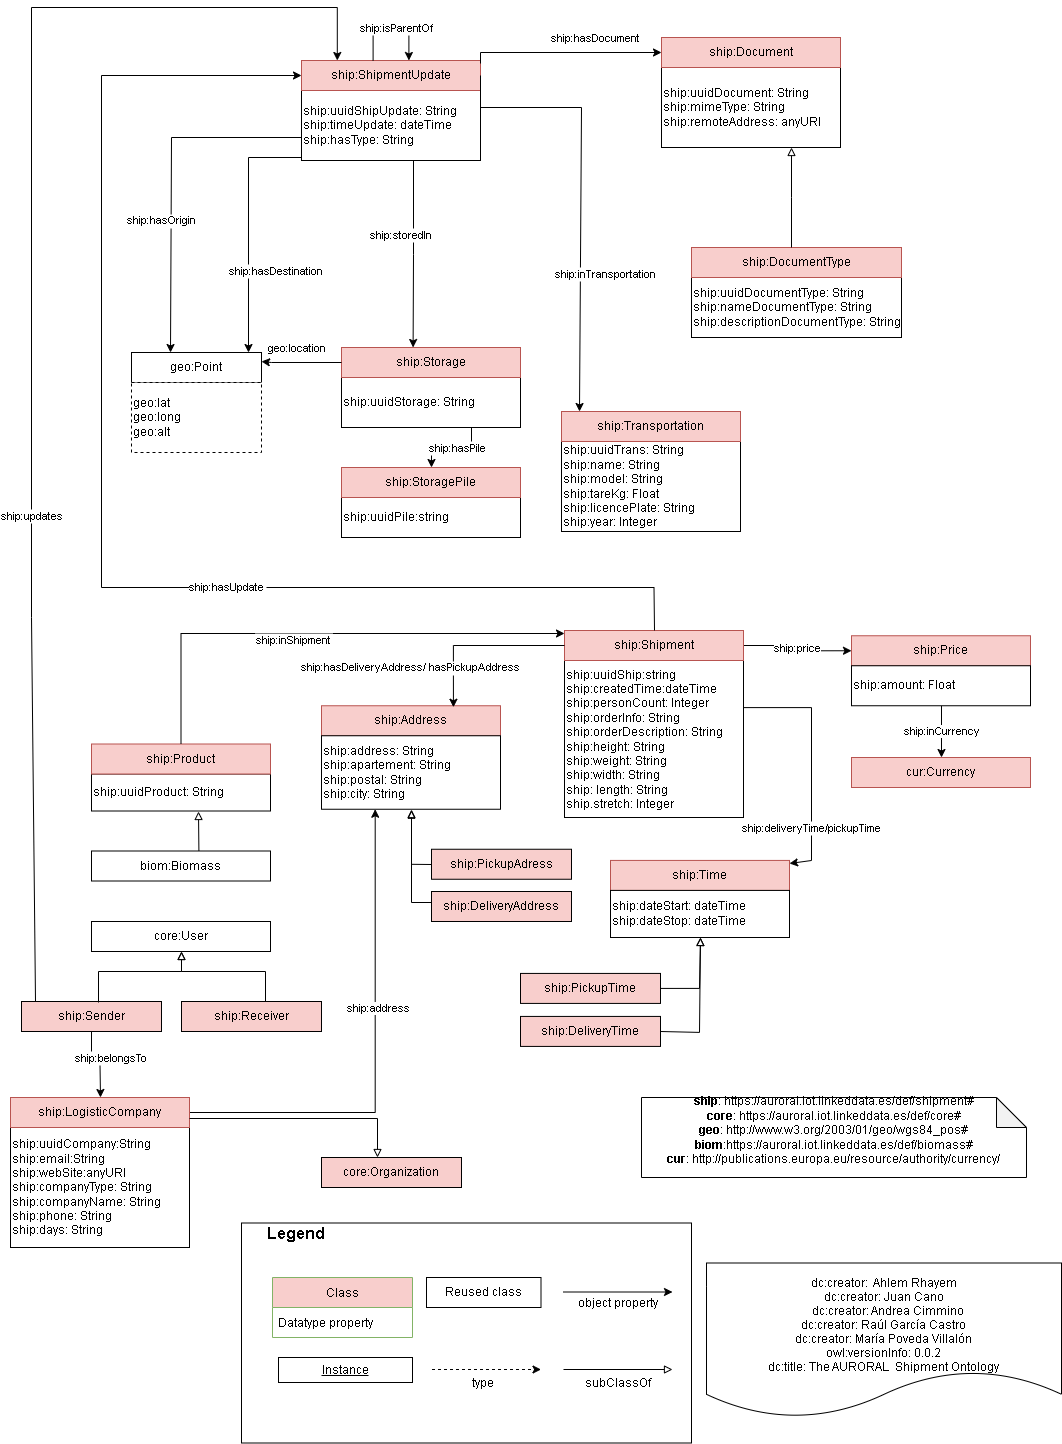 ship:isParentOf
ship:hasDocument
ship:Document
ship:uuidDocument: String
ship:mimeType: String
ship:remoteAddress: anyURI
ship:ShipmentUpdate
ship:uuidShipUpdate: String
ship:timeUpdate: dateTime
ship:hasType: String
ship:hasOrigin
ship:storedIn
ship:hasDestination
ship:inTransportation
ship:DocumentType
ship:uuidDocumentType: String
ship:nameDocumentType: String
ship:descriptionDocumentType: String
geo:location
geo:Point
geo:lat
geo:long
geo:alt
ship:Storage
ship:uuidStorage: String
ship:hasPile
ship:StoragePile
ship:uuidPile:string
ship:Transportation
ship:uuidTrans: String
ship:name: String
ship:model: String
ship:tareKg: Float
ship:licencePlate: String
ship:year: Integer
ship:updates
ship:hasUpdate
ship:inShipment
ship:hasDeliveryAddress/ hasPickupAddress
ship:Shipment
ship:uuidShip:string
ship:createdTime:dateTime
ship:personCount: Integer
ship:orderInfo: String
ship:orderDescription: String
ship:height: String
ship:weight: String
ship:width: String
ship: length: String
ship.stretch: Integer
ship:price
ship:Price
ship:amount: Float
ship:inCurrency
cur:Currency
ship:Address
ship:address: String
ship:apartement: String
ship:postal: String
ship:city: String
ship:Product
ship:uuidProduct: String
biom:Biomass
ship:PickupAdress
ship:DeliveryAddress
ship:deliveryTime/pickupTime
ship:Time
ship:dateStart: dateTime
ship:dateStop: dateTime
ship:PickupTime
ship:DeliveryTime
core:User
ship:Sender
ship:Receiver
ship:address
ship:belongsTo
ship:LogisticCompany
ship:uuidCompany:String
ship:email:String
ship:webSite:anyURI
ship:companyType: String
ship:companyName: String
ship:phone: String
ship:days: String
core:Organization
ship: https://auroral.iot.linkeddata.es/def/shipment#
core: https://auroral.iot.linkeddata.es/def/core#
geo: http://www.w3.org/2003/01/geo/wgs84_pos#
biom:https://auroral.iot.linkeddata.es/def/biomass#
cur: http://publications.europa.eu/resource/authority/currency/
Legend
Class
Datatype property
Reused class
object property
Instance
type
subClassOf
dc:creator: Ahlem Rhayem
dc:creator: Juan Cano
dc:creator: Andrea Cimmino
dc:creator: Raúl García Castro
dc:creator: María Poveda Villalón
owl:versionInfo: 0.0.2
dc:title: The AURORAL Shipment Ontology